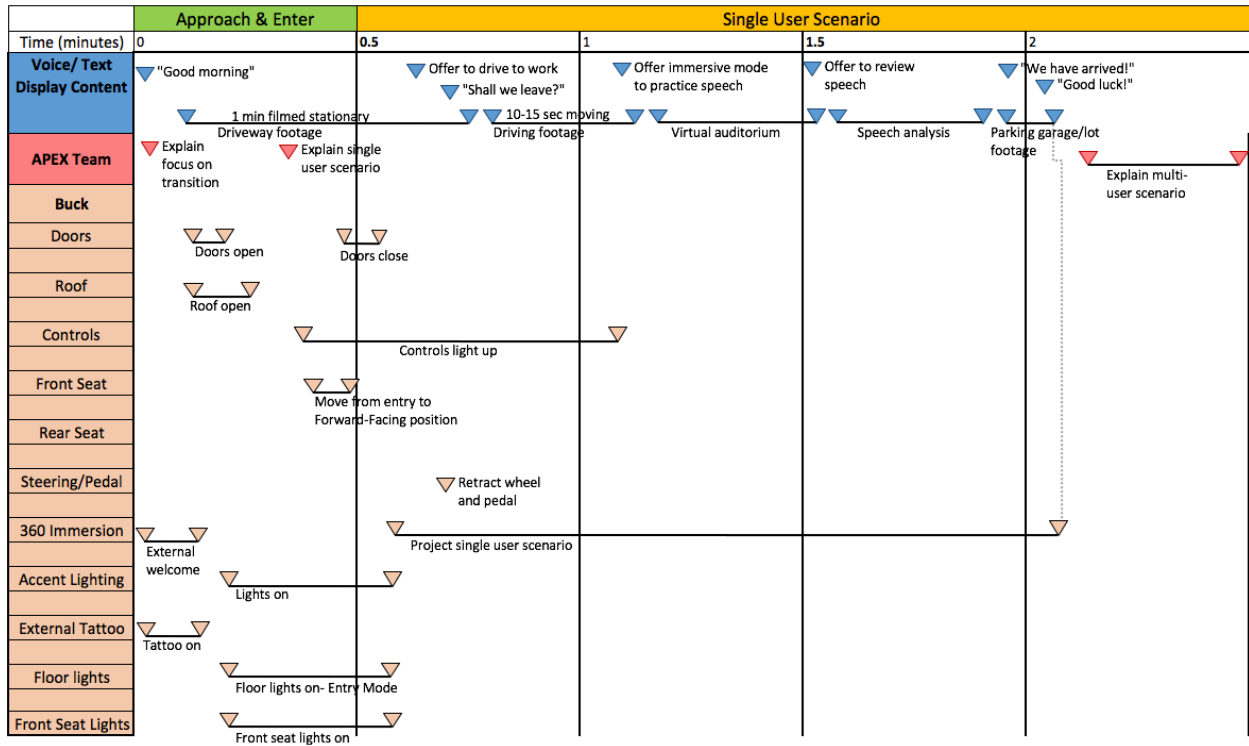 Approach & Enter
Single User Scenario
Time (minutes)
0
0.5
1
1.5
2
Voice/ Text
Display Content
"Good morning"
Offer to drive to work
"Shall we leave?"
Offer immersive mode
to practice speech
Offer to review
speech
"We have arrived!"
"Good luck!"
1 min filmed stationary
Driveway footage
10-15 sec moving
Driving footage
Virtual auditorium
Speech analysis
Parking garage/lot
footage
APEX Team
Explain
focus on
transition
Explain single
user scenario
Explain multi-
user scenario
Buck
Doors
Doors open
Doors close
Roof
Roof open
Controls
Controls light up
Front Seat
Move from entry to
Forward-Facing position
Rear Seat
Steering/Pedal
Retract wheel
and pedal
360 Immersion
External
welcome
Project single user scenario
Accent Lighting
Lights on
External Tattoo
Tattoo on
Floor lights
Floor lights on- Entry Mode
Front Seat Lights
Front seat lights on